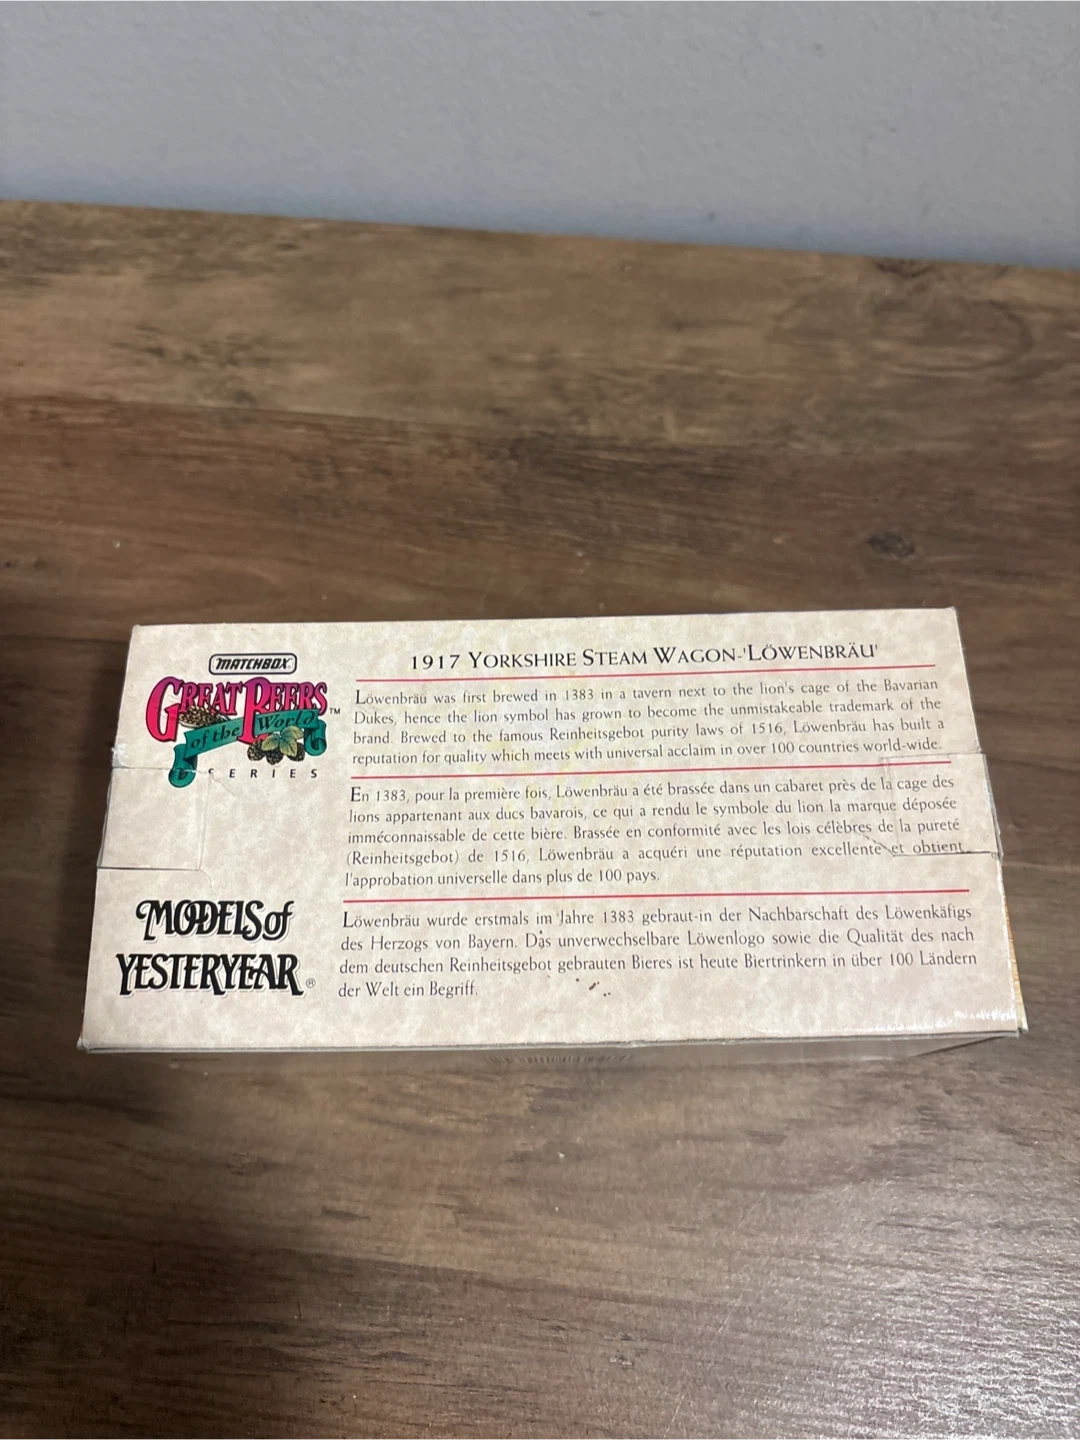 MATCHBOX
GREAT BEERS™
of the World
SERIES
MODELS of
YESTERYEAR®
1917 YORKSHIRE STEAM WAGON-'LÖWENBRÄU'
Löwenbräu was first brewed in 1383 in a tavern next to the lion's cage of the Bavarian
Dukes, hence the lion symbol has grown to become the unmistakeable trademark of the
brand. Brewed to the famous Reinheitsgebot purity laws of 1516, Löwenbräu has built a
reputation for quality which meets with universal acclaim in over 100 countries world-wide.
En 1383, pour la première fois, Löwenbräu a été brassée dans un cabaret près de la cage des
lions appartenant aux ducs bavarois, ce qui a rendu le symbole du lion la marque déposée
imméconnaissable de cette bière. Brassée en conformité avec les lois célèbres de la pureté
(Reinheitsgebot) de 1516, Löwenbräu a acquéri une réputation excellente et obtient
l'approbation universelle dans plus de 100 pays.
Löwenbräu wurde erstmals im Jahre 1383 gebraut-in der Nachbarschaft des Löwenkäfigs
des Herzogs von Bayern. Das unverwechselbare Löwenlogo sowie die Qualität des nach
dem deutschen Reinheitsgebot gebrauten Bieres ist heute Biertrinkern in über 100 Ländern
der Welt ein Begriff.